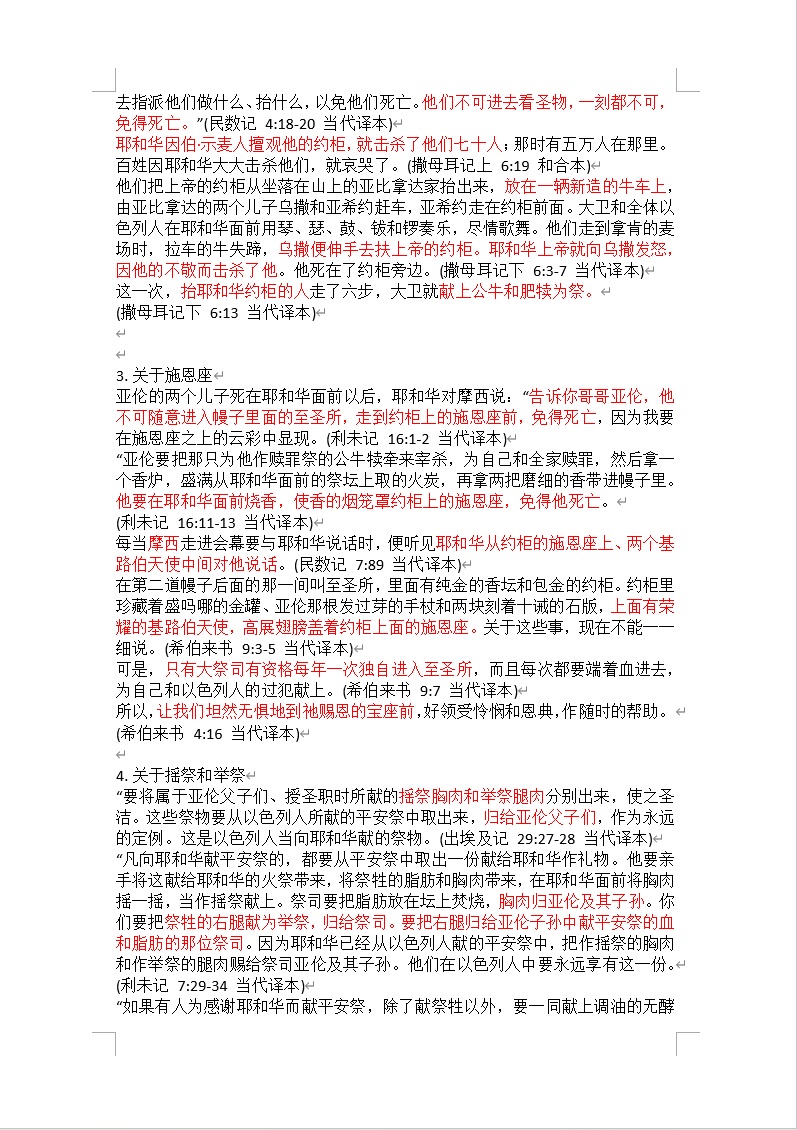 去指派他们做什么、抬什么，以免他们死亡。他们不可进去看圣物，一刻都不可，
免得死亡。”(民数记 4:18-20 当代译本)
耶和华因伯·示麦人擅观他的约柜，就击杀了他们七十人；那时有五万人在那里。
百姓因耶和华大大击杀他们，就哀哭了。(撒母耳记上 6:19 和合本)
他们把上帝的约柜从坐落在山上的亚比拿达家抬出来，放在一辆新造的牛车上，
由亚比拿达的两个儿子乌撒和亚希约赶车，亚希约走在约柜前面。大卫和全体以
色列人在耶和华面前用琴、瑟、鼓、钹和锣奏乐，尽情歌舞。他们走到拿肯的麦
场时，拉车的牛失蹄，乌撒便伸手去扶上帝的约柜。耶和华上帝就向乌撒发怒，
因他的不敬而击杀了他。他死在了约柜旁边。(撒母耳记下 6:3-7 当代译本)
这一次，抬耶和华约柜的人走了六步，大卫就献上公牛和肥犊为祭。
(撒母耳记下 6:13 当代译本)
3. 关于施恩座
亚伦的两个儿子死在耶和华面前以后，耶和华对摩西说：“告诉你哥哥亚伦，他
不可随意进入幔子里面的至圣所，走到约柜上的施恩座前，免得死亡，因为我要
在施恩座之上的云彩中显现。(利未记 16:1-2 当代译本)
“亚伦要把那只为他作赎罪祭的公牛犊牵来宰杀，为自己和全家赎罪，然后拿一
个香炉，盛满从耶和华面前的祭坛上取的火炭，再拿两把磨细的香带进幔子里。
他要在耶和华面前烧香，使香的烟笼罩约柜上的施恩座，免得他死亡。
(利未记 16:11-13 当代译本)
每当摩西走进会幕要与耶和华说话时，便听见耶和华从约柜的施恩座上、两个基
路伯天使中间对他说话。(民数记 7:89 当代译本)
在第二道幔子后面的那一间叫至圣所，里面有纯金的香坛和包金的约柜。约柜里
珍藏着盛吗哪的金罐、亚伦那根发过芽的手杖和两块刻着十诫的石版，上面有荣
耀的基路伯天使，高展翅膀盖着约柜上面的施恩座。关于这些事，现在不能一一
细说。(希伯来书 9:3-5 当代译本)
可是，只有大祭司有资格每年一次独自进入至圣所，而且每次都要端着血进去，
为自己和以色列人的过犯献上。(希伯来书 9:7 当代译本)
所以,让我们坦然无惧地到祂赐恩的宝座前,好领受怜悯和恩典,作随时的帮助。
(希伯来书 4:16 当代译本)
4. 关于摇祭和举祭
“要将属于亚伦父子们、授圣职时所献的摇祭胸肉和举祭腿肉分别出来，使之圣
洁。这些祭物要从以色列人所献的平安祭中取出来，归给亚伦父子们，作为永远
的定例。这是以色列人当向耶和华献的祭物。(出埃及记 29:27-28 当代译本)
“凡向耶和华献平安祭的，都要从平安祭中取出一份献给耶和华作礼物。他要亲
手将这献给耶和华的火祭带来，将祭牲的脂肪和胸肉带来，在耶和华面前将胸肉
摇一摇，当作摇祭献上。祭司要把脂肪放在坛上焚烧，胸肉归亚伦及其子孙。你
们要把祭牲的右腿献为举祭，归给祭司。要把右腿归给亚伦子孙中献平安祭的血
和脂肪的那位祭司。因为耶和华已经从以色列人献的平安祭中，把作摇祭的胸肉
和作举祭的腿肉赐给祭司亚伦及其子孙。他们在以色列人中要永远享有这一份。
(利未记 7:29-34 当代译本)
“如果有人为感谢耶和华而献平安祭，除了献祭牲以外，要一同献上调油的无酵